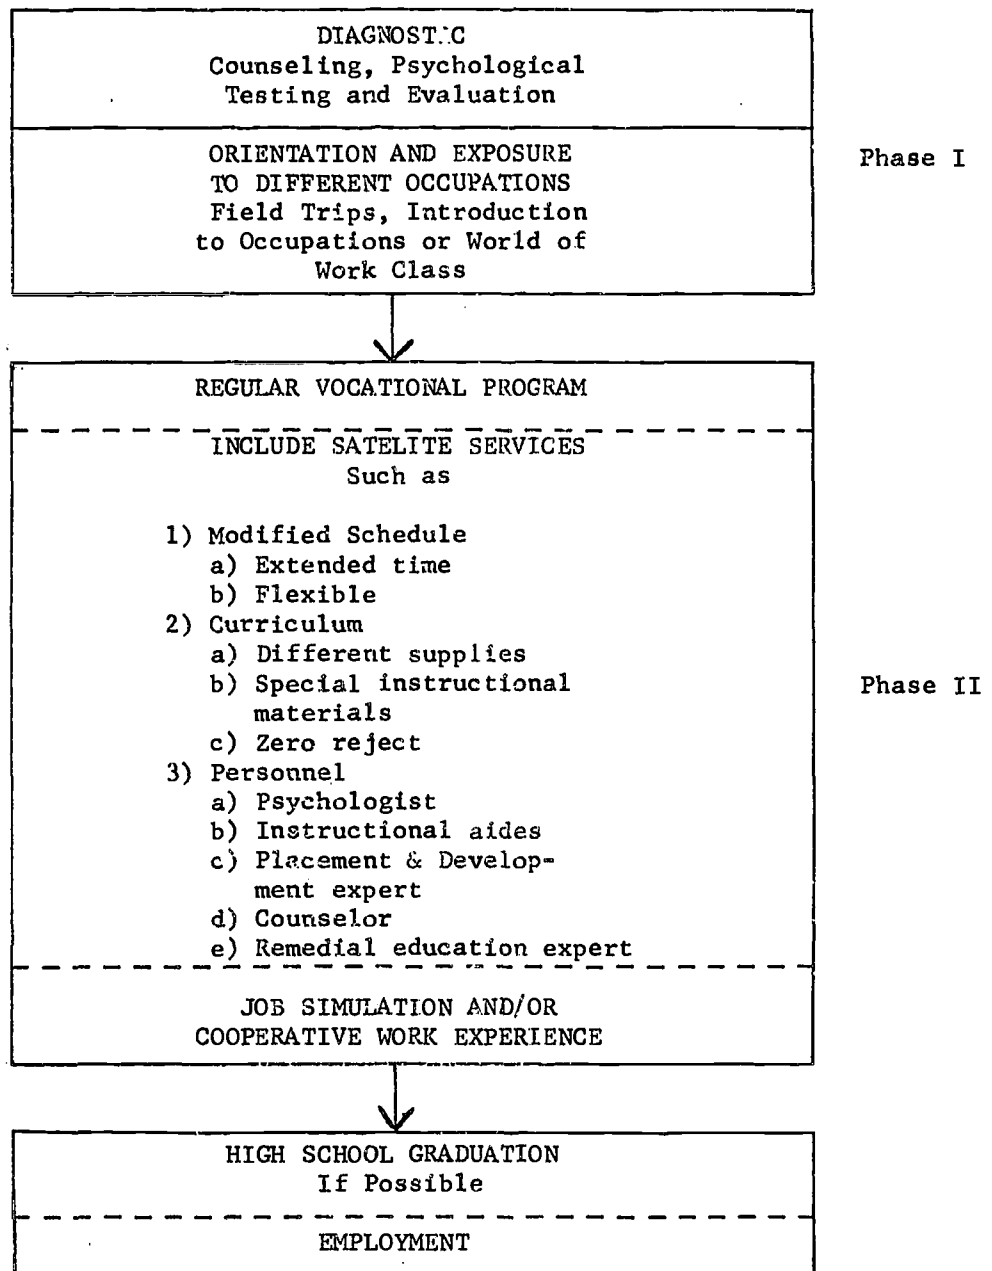 DIAGNOSTIC
Counseling, Psychological
Testing and Evaluation
ORIENTATION AND EXPOSURE
TO DIFFERENT OCCUPATIONS
Field Trips, Introduction
to Occupations or World of
Work Class
Phase I
REGULAR VOCATIONAL PROGRAM
INCLUDE SATELITE SERVICES
Such as
1) Modified Schedule
a) Extended time
b) Flexible
2) Curriculum
a) Different supplies
b) Special instructional
materials
c) Zero reject
3) Personnel
a) Psychologist
b) Instructional aides
c) Placement & Develop-
ment expert
d) Counselor
e) Remedial education expert
JOB SIMULATION AND/OR
COOPERATIVE WORK EXPERIENCE
Phase II
HIGH SCHOOL GRADUATION
If Possible
EMPLOYMENT